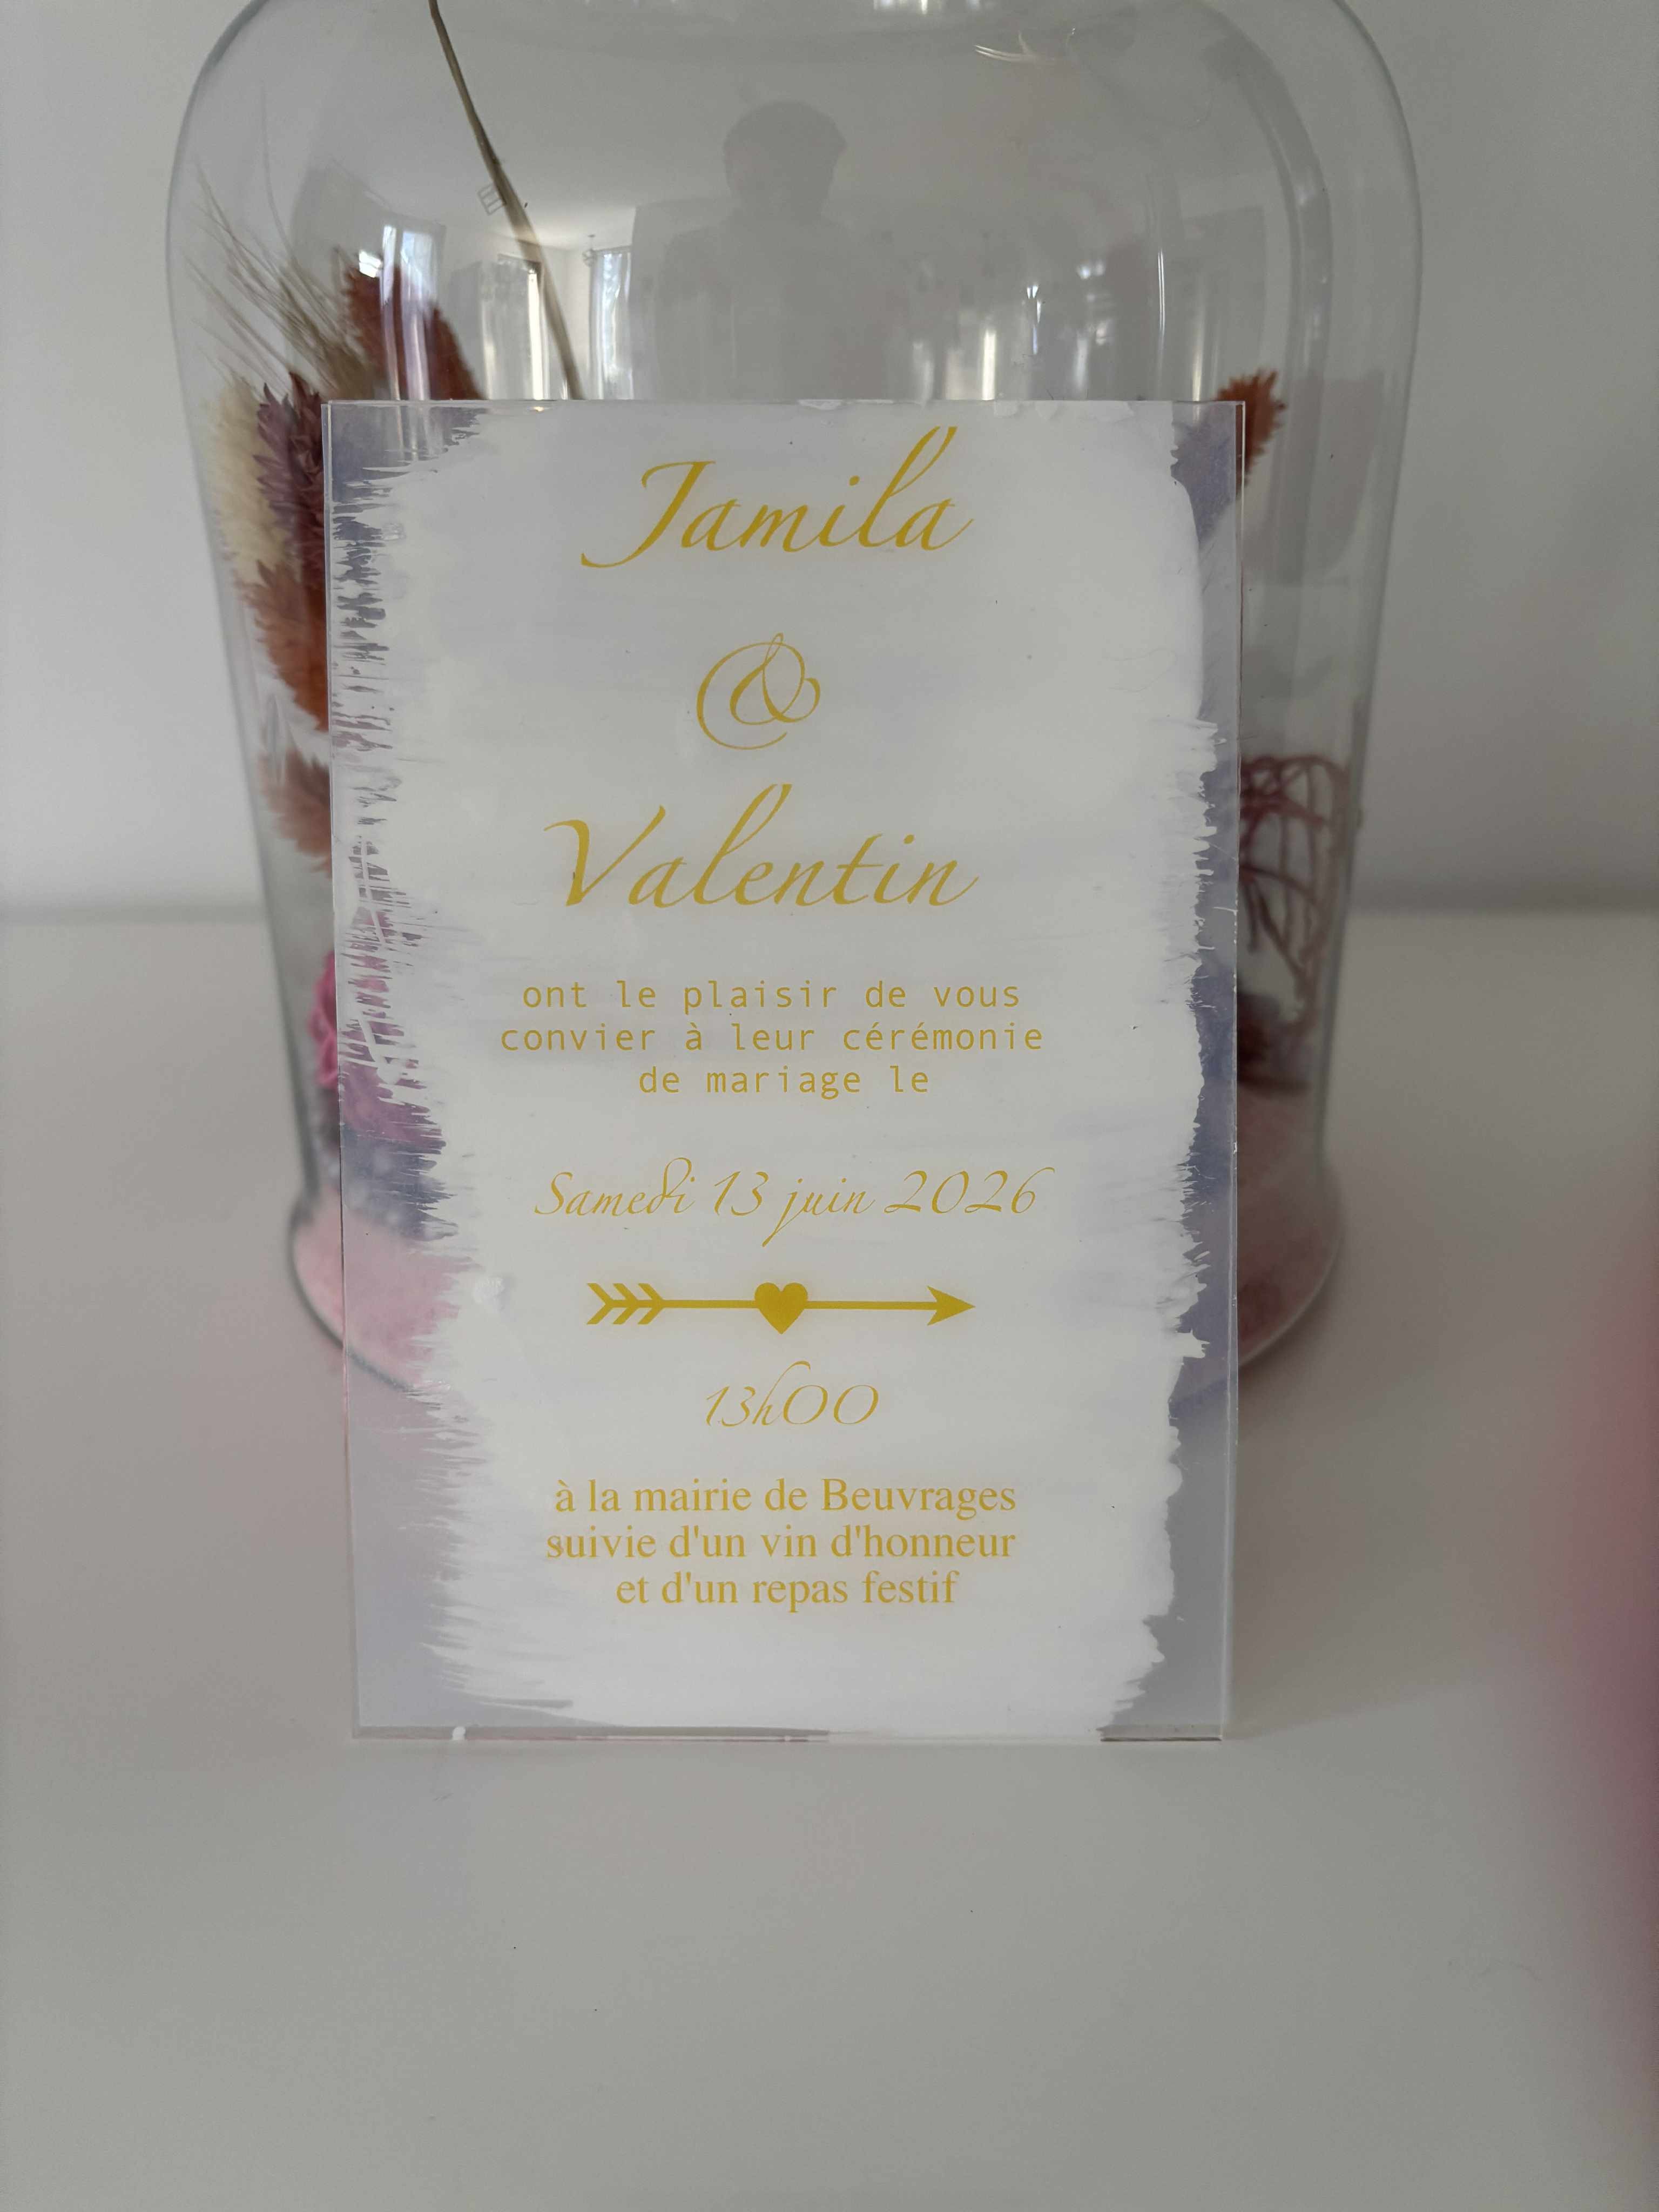 Jamila
&
Valentin
ont le plaisir de vous
convier à leur cérémonie
de mariage le
Samedi 13 juin 2026
13h00
à la mairie de Beuvrages
suivie d'un vin d'honneur
et d'un repas festif